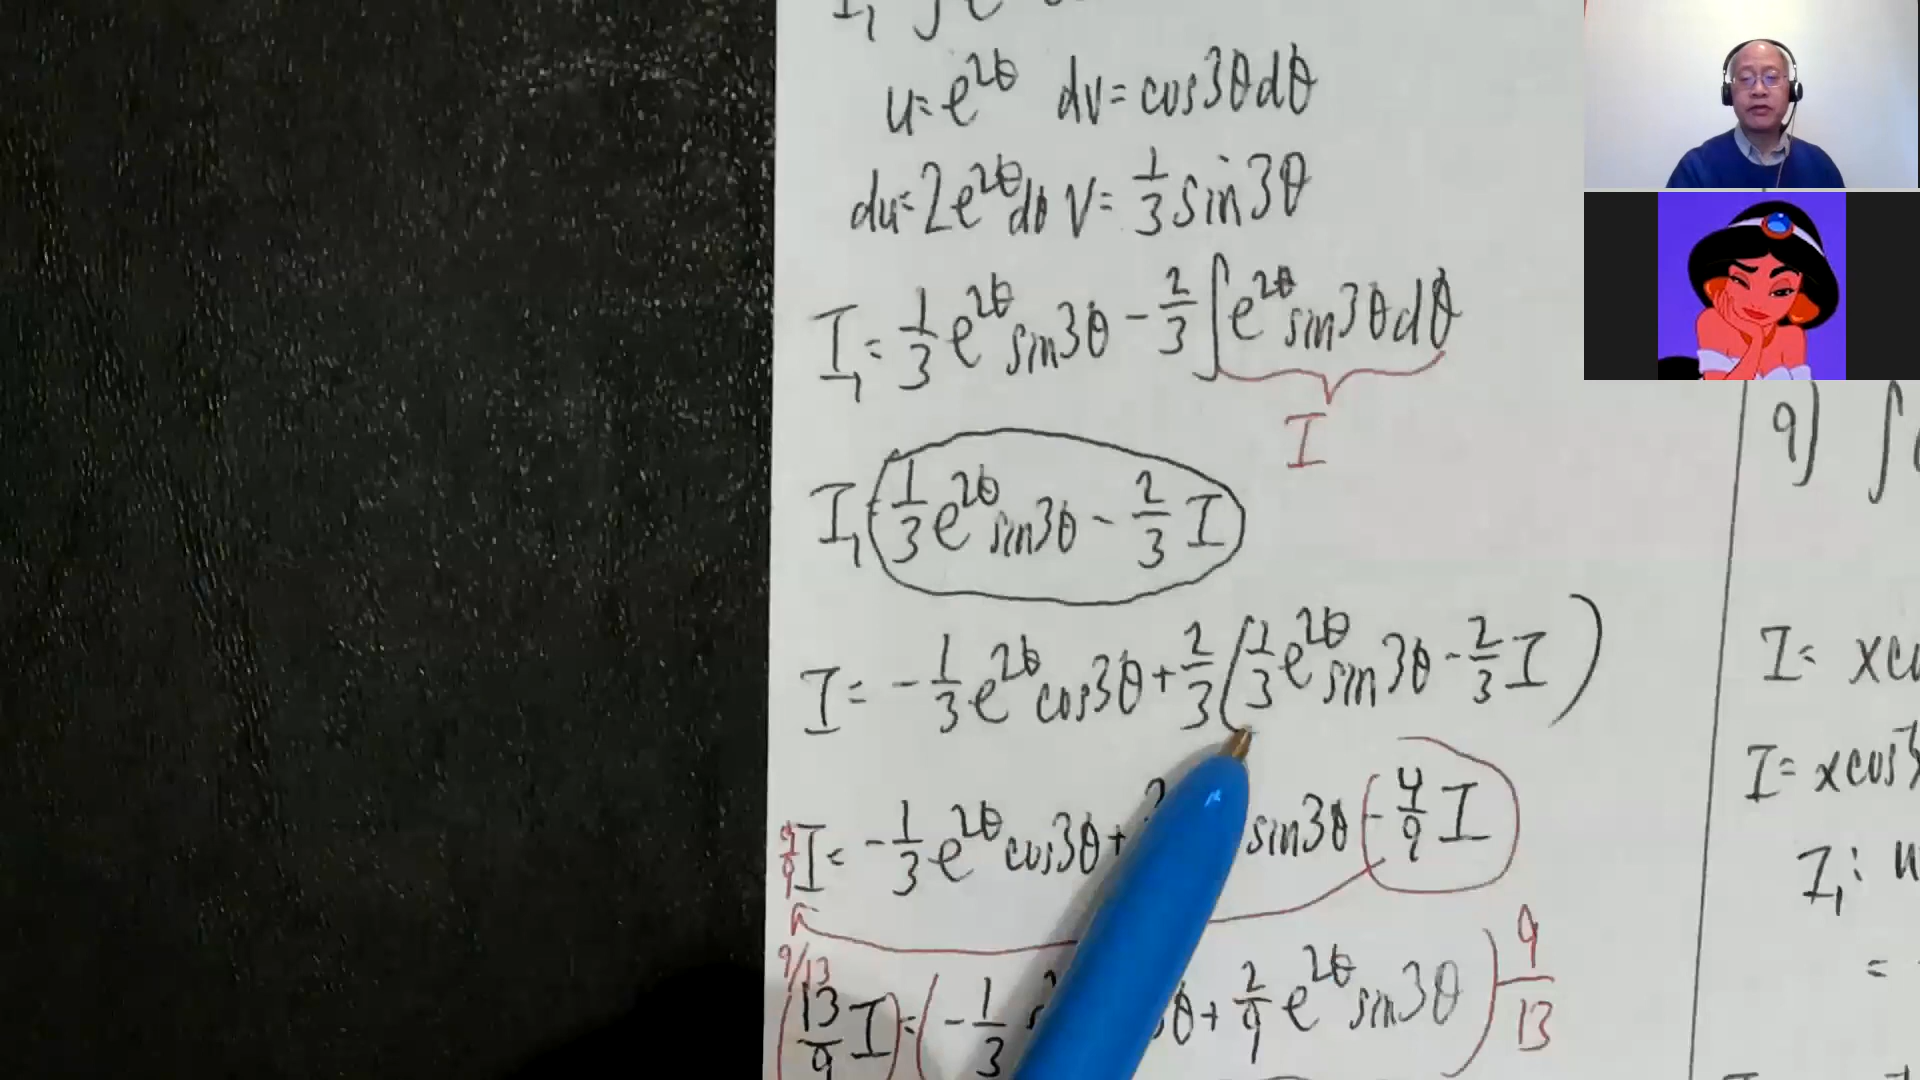 I₁ ∫e
u=e^2θ dv=cos3θdθ
du=2e^2θdθ v=1/3 sin3θ
I₁=1/3 e^2θ sin3θ - 2/3 ∫e^2θ sin3θdθ
I
I₁=1/3 e^2θ sin3θ - 2/3 I
I= -1/3 e^2θ cos3θ + 2/3 (1/3 e^2θ sin3θ - 2/3 I)
I= -1/3 e^2θ cos3θ + sin3θ - 4/9 I
9/13 (13/9 I) = (-1/3 θ + 2/9 e^2θ sin3θ) 9/13
9) ∫
I=
I= xcos
I₁: u
=